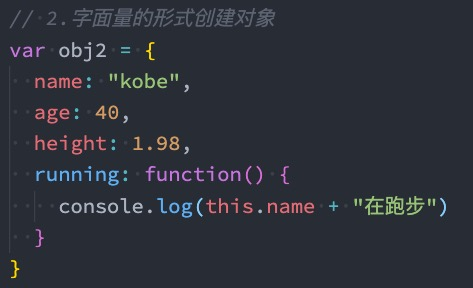 // 2.字面量的形式创建对象
var obj2 = {
  name: "kobe",
  age: 40,
  height: 1.98,
  running: function() {
    console.log(this.name + "在跑步")
  }
}